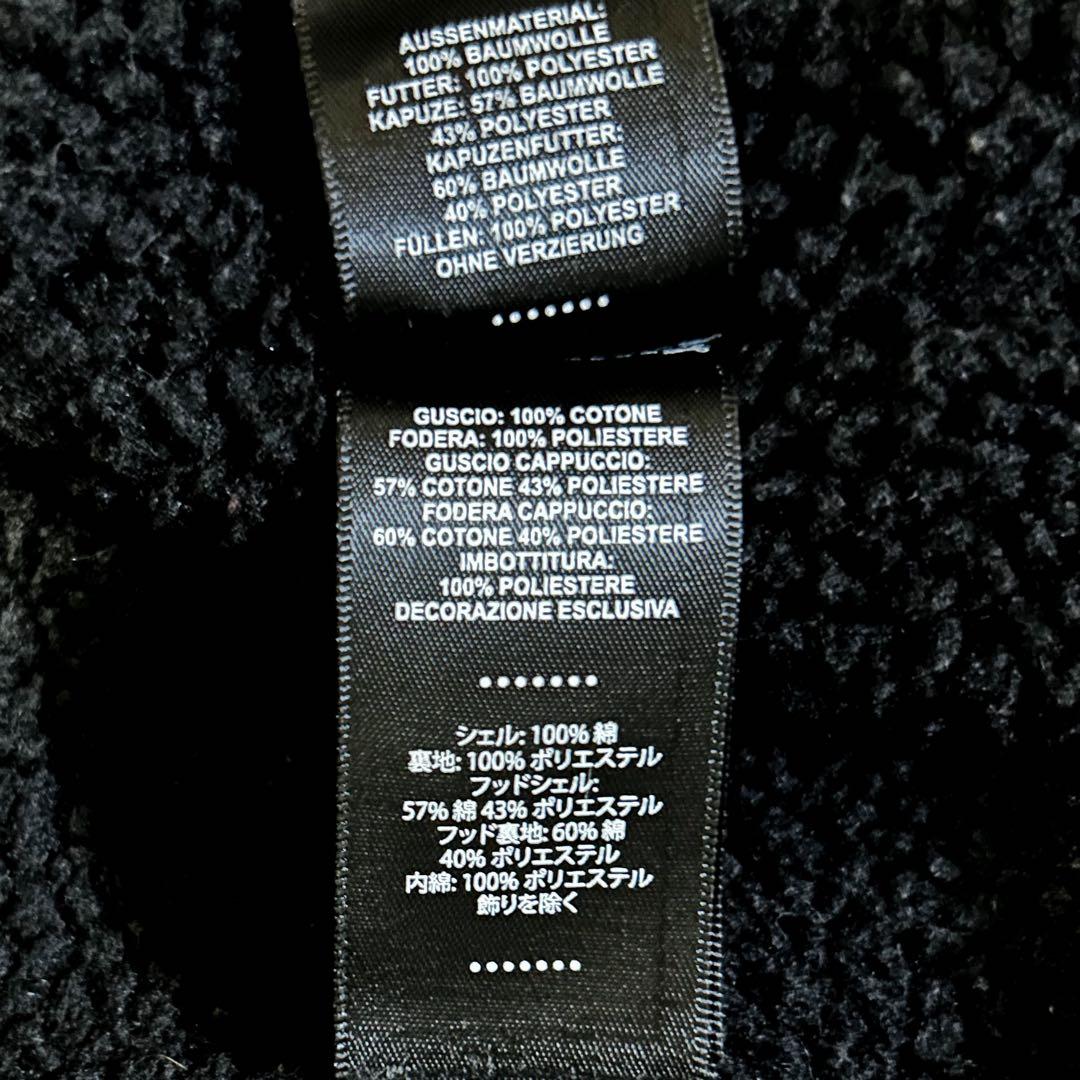 AUSSENMATERIAL:
100% BAUMWOLLE
FUTTER: 100% POLYESTER
KAPUZE: 57% BAUMWOLLE
43% POLYESTER
KAPUZENFUTTER:
60% BAUMWOLLE
40% POLYESTER
FÜLLEN: 100% POLYESTER
OHNE VERZIERUNG
GUSCIO: 100% COTONE
FODERA: 100% POLIESTERE
GUSCIO CAPPUCCIO:
57% COTONE 43% POLIESTERE
FODERA CAPPUCCIO:
60% COTONE 40% POLIESTERE
IMBOTTITURA:
100% POLIESTERE
DECORAZIONE ESCLUSIVA
シェル: 100% 綿
裏地: 100% ポリエステル
フッドシェル:
57% 綿 43% ポリエステル
フッド裏地: 60% 綿
40% ポリエステル
内綿: 100% ポリエステル
飾りを除く